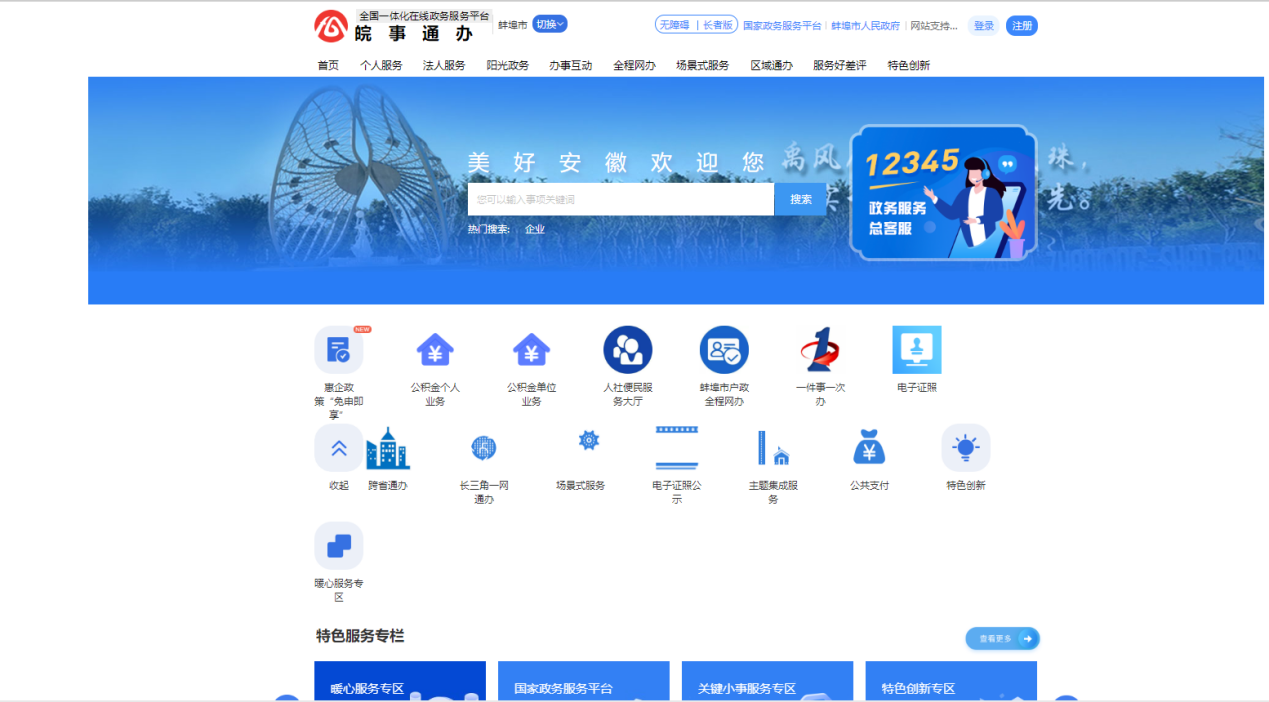 全国一体化在线政务服务平台
皖事通办
蚌埠市 切换
无障碍 | 长者版 国家政务服务平台 | 蚌埠市人民政府 | 网站支持... 登录 注册
首页 个人服务 法人服务 阳光政务 办事互动 全程网办 场景式服务 区域通办 服务好差评 特色创新
美好安徽欢迎您
禹风
珠，
先。
12345
政务服务
总客服
您可以输入事项关键词 搜索
热门搜索: 企业
NEW
惠企政
策“免申即
享”
公积金个人
业务
公积金单位
业务
人社便民服
务大厅
蚌埠市户政
全程网办
一件事一次
办
电子证照
收起
跨省通办
长三角一网
通办
场景式服务
电子证照公
示
主题集成服
务
公共支付
特色创新
暖心服务专
区
特色服务专栏 查看更多
暖心服务专区 国家政务服务平台 关键小事服务专区 特色创新专区